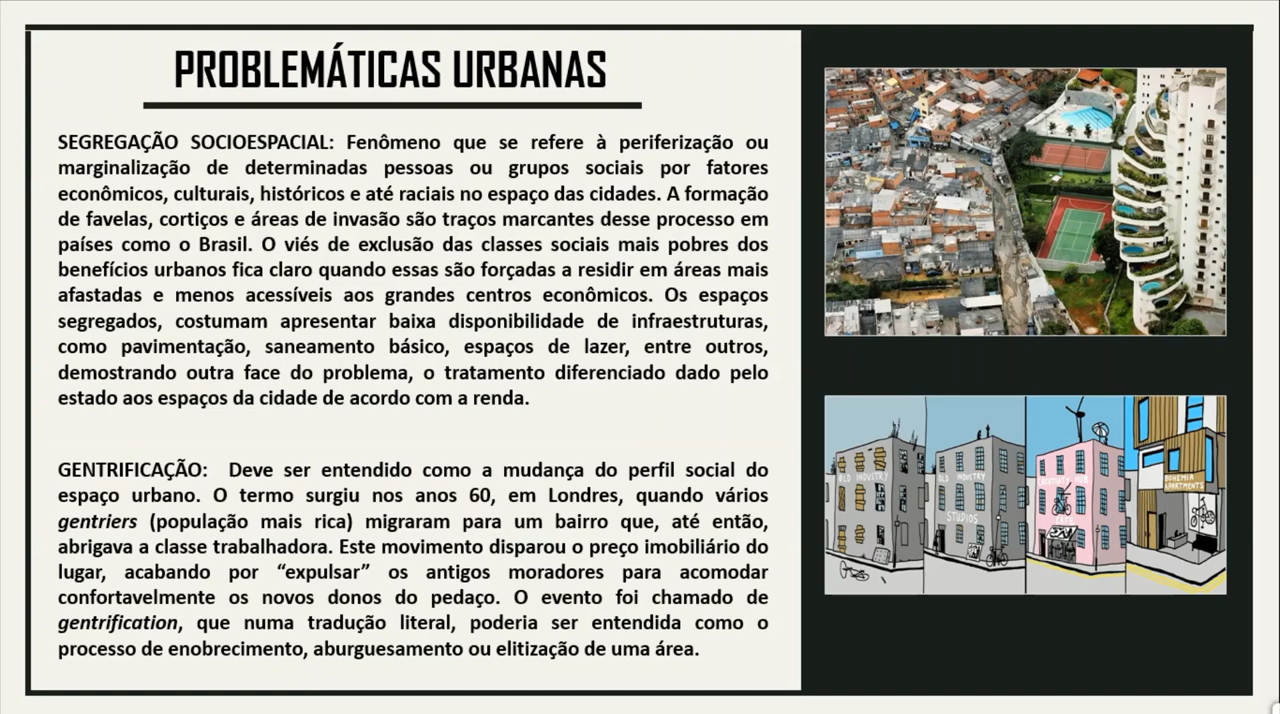 PROBLEMÁTICAS URBANAS
SEGREGAÇÃO SOCIOESPACIAL: Fenômeno que se refere à periferização ou
marginalização de determinadas pessoas ou grupos sociais por fatores
econômicos, culturais, históricos e até raciais no espaço das cidades. A formação
de favelas, cortiços e áreas de invasão são traços marcantes desse processo em
países como o Brasil. O viés de exclusão das classes sociais mais pobres dos
benefícios urbanos fica claro quando essas são forçadas a residir em áreas mais
afastadas e menos acessíveis aos grandes centros econômicos. Os espaços
segregados, costumam apresentar baixa disponibilidade de infraestruturas,
como pavimentação, saneamento básico, espaços de lazer, entre outros,
demostrando outra face do problema, o tratamento diferenciado dado pelo
estado aos espaços da cidade de acordo com a renda.
GENTRIFICAÇÃO: Deve ser entendido como a mudança do perfil social do
espaço urbano. O termo surgiu nos anos 60, em Londres, quando vários
gentriers (população mais rica) migraram para um bairro que, até então,
abrigava a classe trabalhadora. Este movimento disparou o preço imobiliário do
lugar, acabando por “expulsar” os antigos moradores para acomodar
confortavelmente os novos donos do pedaço. O evento foi chamado de
gentrification, que numa tradução literal, poderia ser entendida como o
processo de enobrecimento, aburguesamento ou elitização de uma área.
OLD INDUSTRY
OLD INDUSTRY
STUDIOS
CREATIVITY HUB
CAFE
BOHEMIA
APARTMENTS